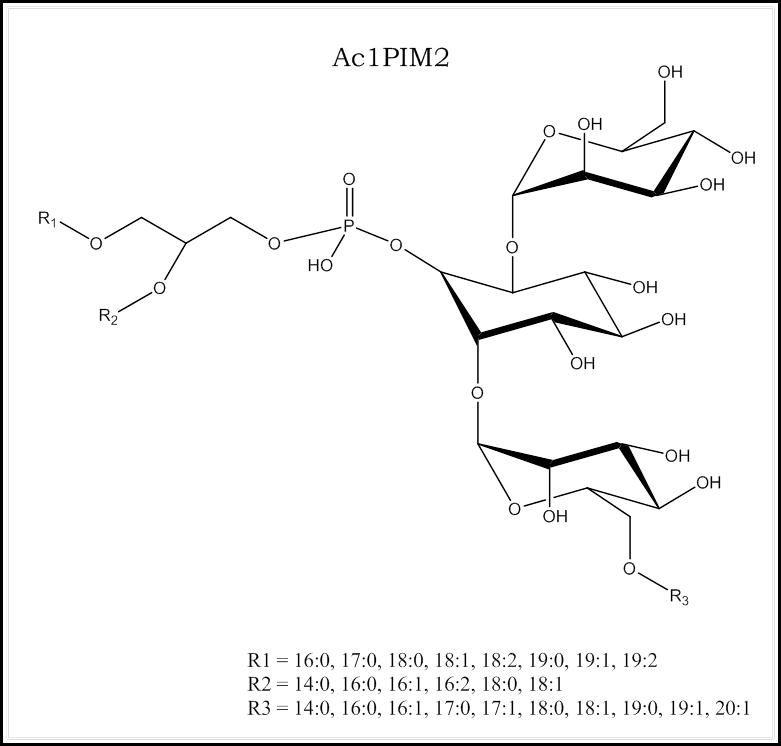 Ac1PIM2
OH
O OH
OH
OH
O
R1
O
O
P
O
O
HO
O
R2
OH
OH
OH
O
OH
OH
O
OH
O
R3
R1 = 16:0, 17:0, 18:0, 18:1, 18:2, 19:0, 19:1, 19:2
R2 = 14:0, 16:0, 16:1, 16:2, 18:0, 18:1
R3 = 14:0, 16:0, 16:1, 17:0, 17:1, 18:0, 18:1, 19:0, 19:1, 20:1